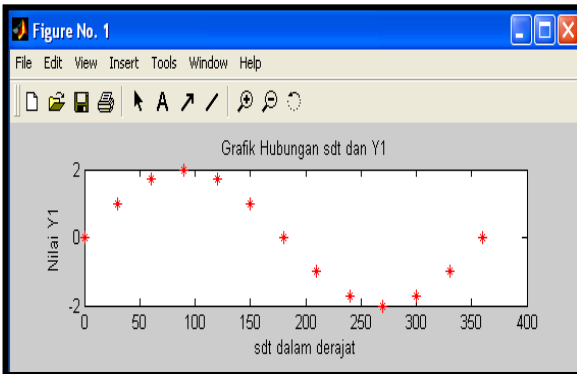 Figure No. 1
File Edit View Insert Tools Window Help
A
Grafik Hubungan sdt dan Y1
2
0
-2
Nilai Y1
0 50 100 150 200 250 300 350 400
sdt dalam derajat